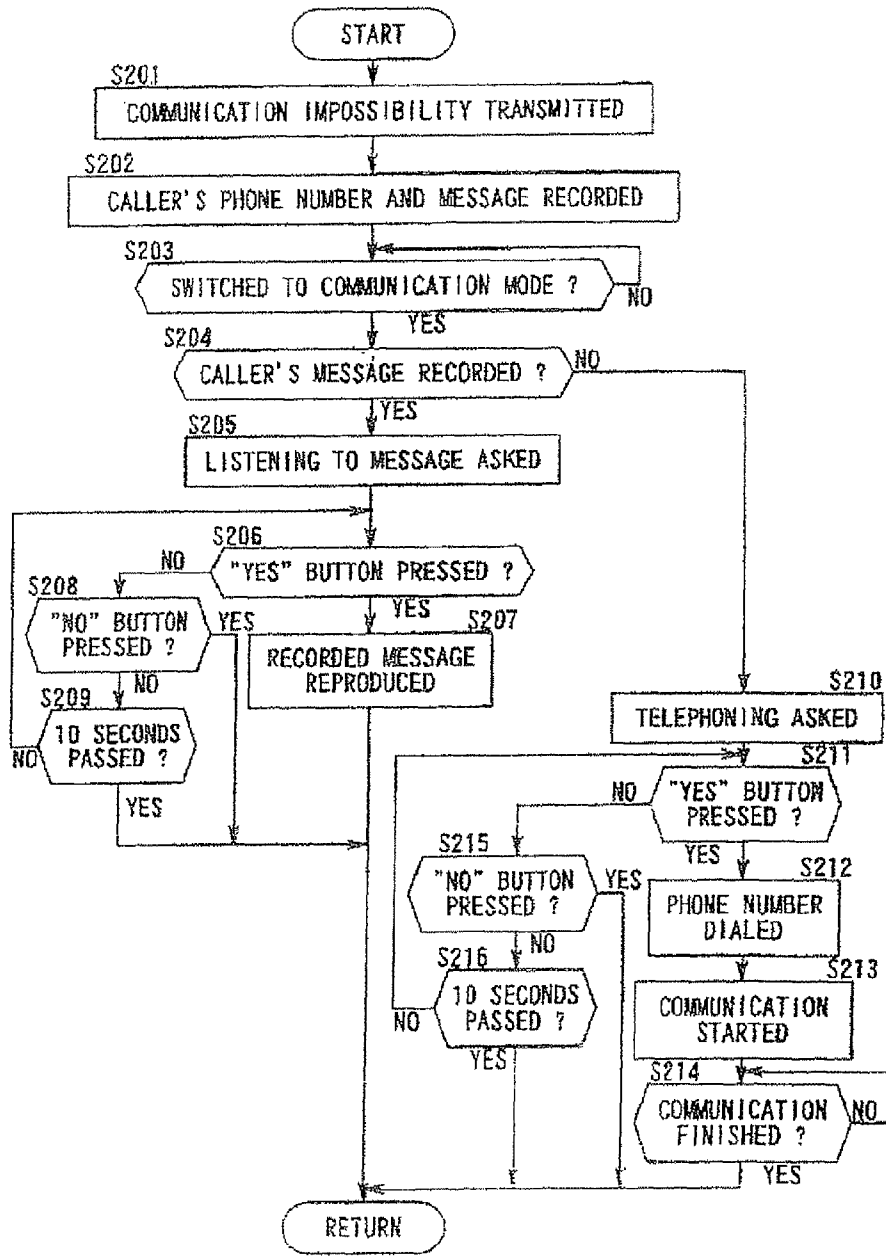 START
S201
COMMUNICATION IMPOSSIBILITY TRANSMITTED
S202
CALLER'S PHONE NUMBER AND MESSAGE RECORDED
S203
SWITCHED TO COMMUNICATION MODE ?
NO
YES
S204
CALLER'S MESSAGE RECORDED ?
NO
YES
S205
LISTENING TO MESSAGE ASKED
S206
"YES" BUTTON PRESSED ?
NO
YES
S207
RECORDED MESSAGE
REPRODUCED
S208
"NO" BUTTON
PRESSED ?
YES
NO
S209
10 SECONDS
PASSED ?
NO
YES
S210
TELEPHONING ASKED
S211
"YES" BUTTON
PRESSED ?
NO
YES
S212
PHONE NUMBER
DIALED
S213
COMMUNICATION
STARTED
S214
COMMUNICATION
FINISHED ?
NO
YES
S215
"NO" BUTTON
PRESSED ?
YES
NO
S216
10 SECONDS
PASSED ?
NO
YES
RETURN